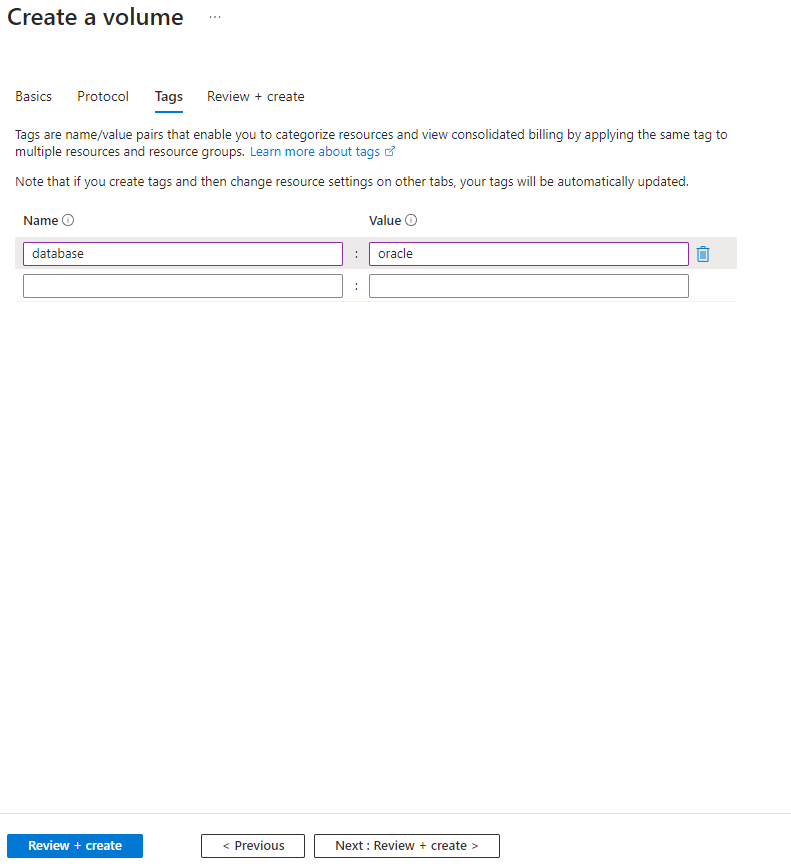 Create a volume ...
Basics Protocol Tags Review + create
Tags are name/value pairs that enable you to categorize resources and view consolidated billing by applying the same tag to
multiple resources and resource groups. Learn more about tags
Note that if you create tags and then change resource settings on other tabs, your tags will be automatically updated.
Name Value
database : oracle
:
Review + create < Previous Next : Review + create >